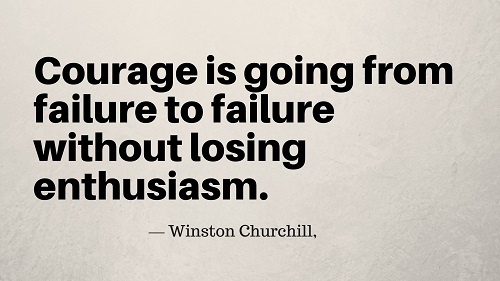 Courage is going from
failure to failure
without losing
enthusiasm.
— Winston Churchill,